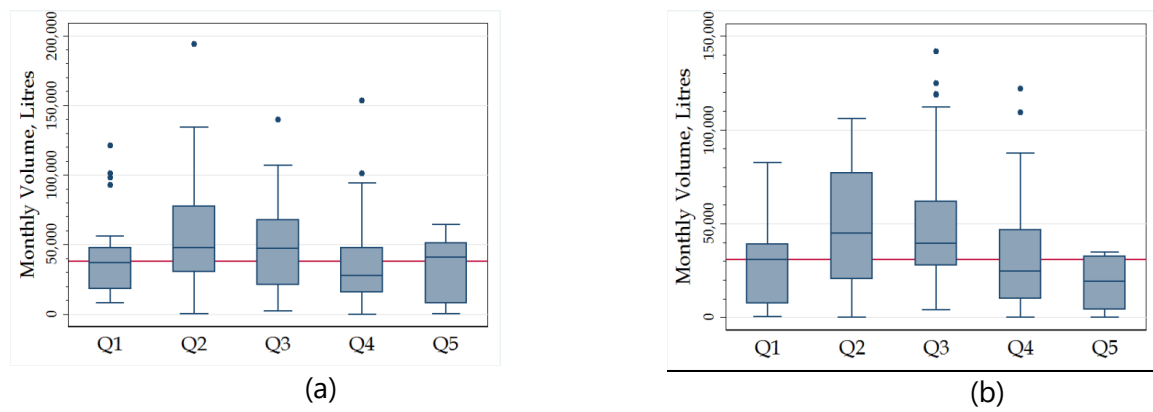 Monthly Volume, Litres
200,000
150,000
100,000
50,000
0
Q1 Q2 Q3 Q4 Q5
(a)
Monthly Volume, Litres
150,000
100,000
50,000
0
Q1 Q2 Q3 Q4 Q5
(b)